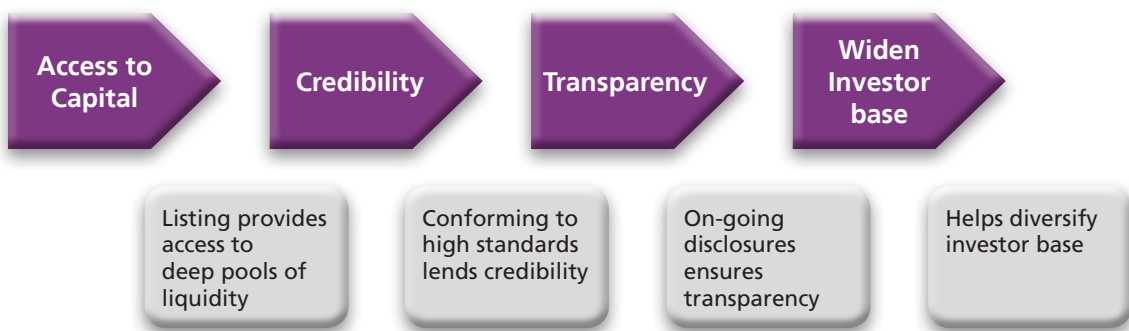 Access to
Capital
Credibility
Transparency
Widen
Investor
base
Listing provides
access to
deep pools of
liquidity
Conforming to
high standards
lends credibility
On-going
disclosures
ensures
transparency
Helps diversify
investor base